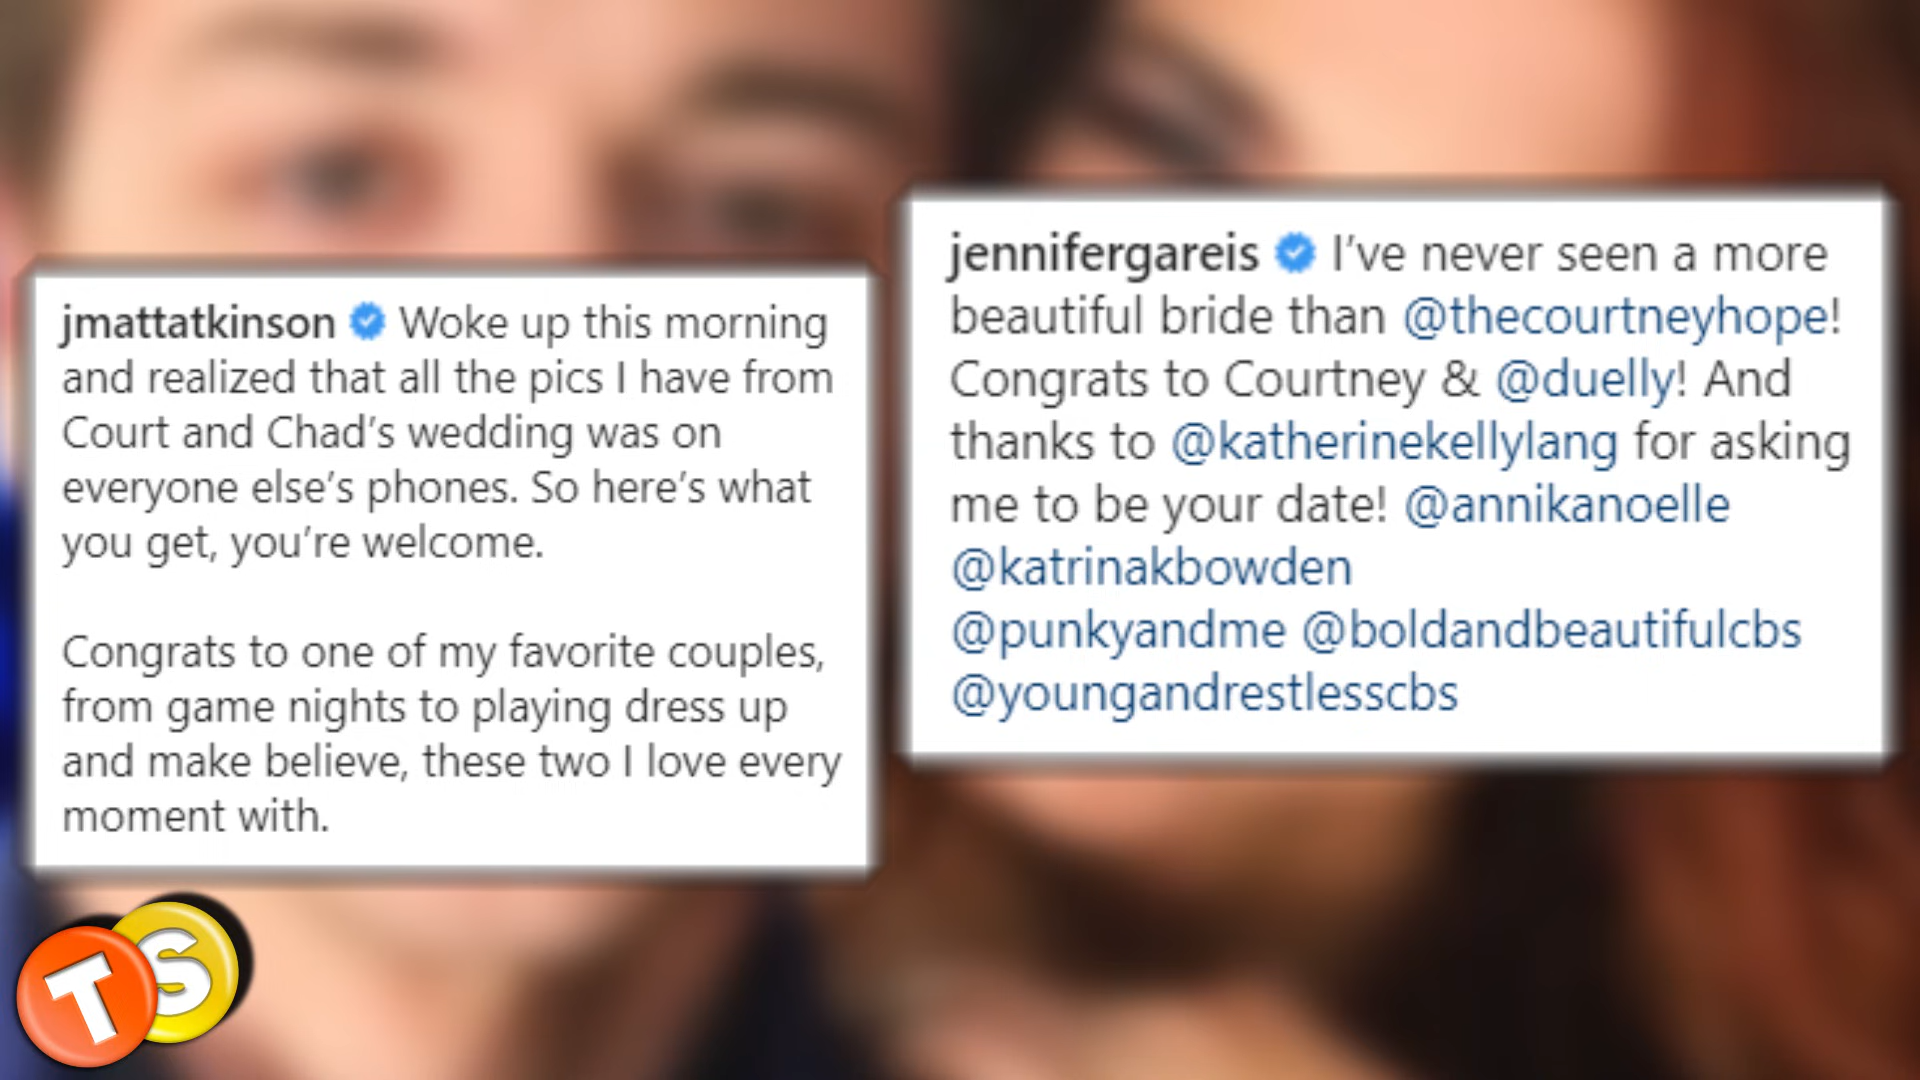 jmattatkinson Woke up this morning
and realized that all the pics I have from
Court and Chad’s wedding was on
everyone else’s phones. So here’s what
you get, you’re welcome.
Congrats to one of my favorite couples,
from game nights to playing dress up
and make believe, these two I love every
moment with.
jennifergareis I’ve never seen a more
beautiful bride than @thecourtneyhope!
Congrats to Courtney & @duelly! And
thanks to @katherinekellylang for asking
me to be your date! @annikanoelle
@katrinakbowden
@punkyandme @boldandbeautifulcbs
@youngandrestlesscbs
TS